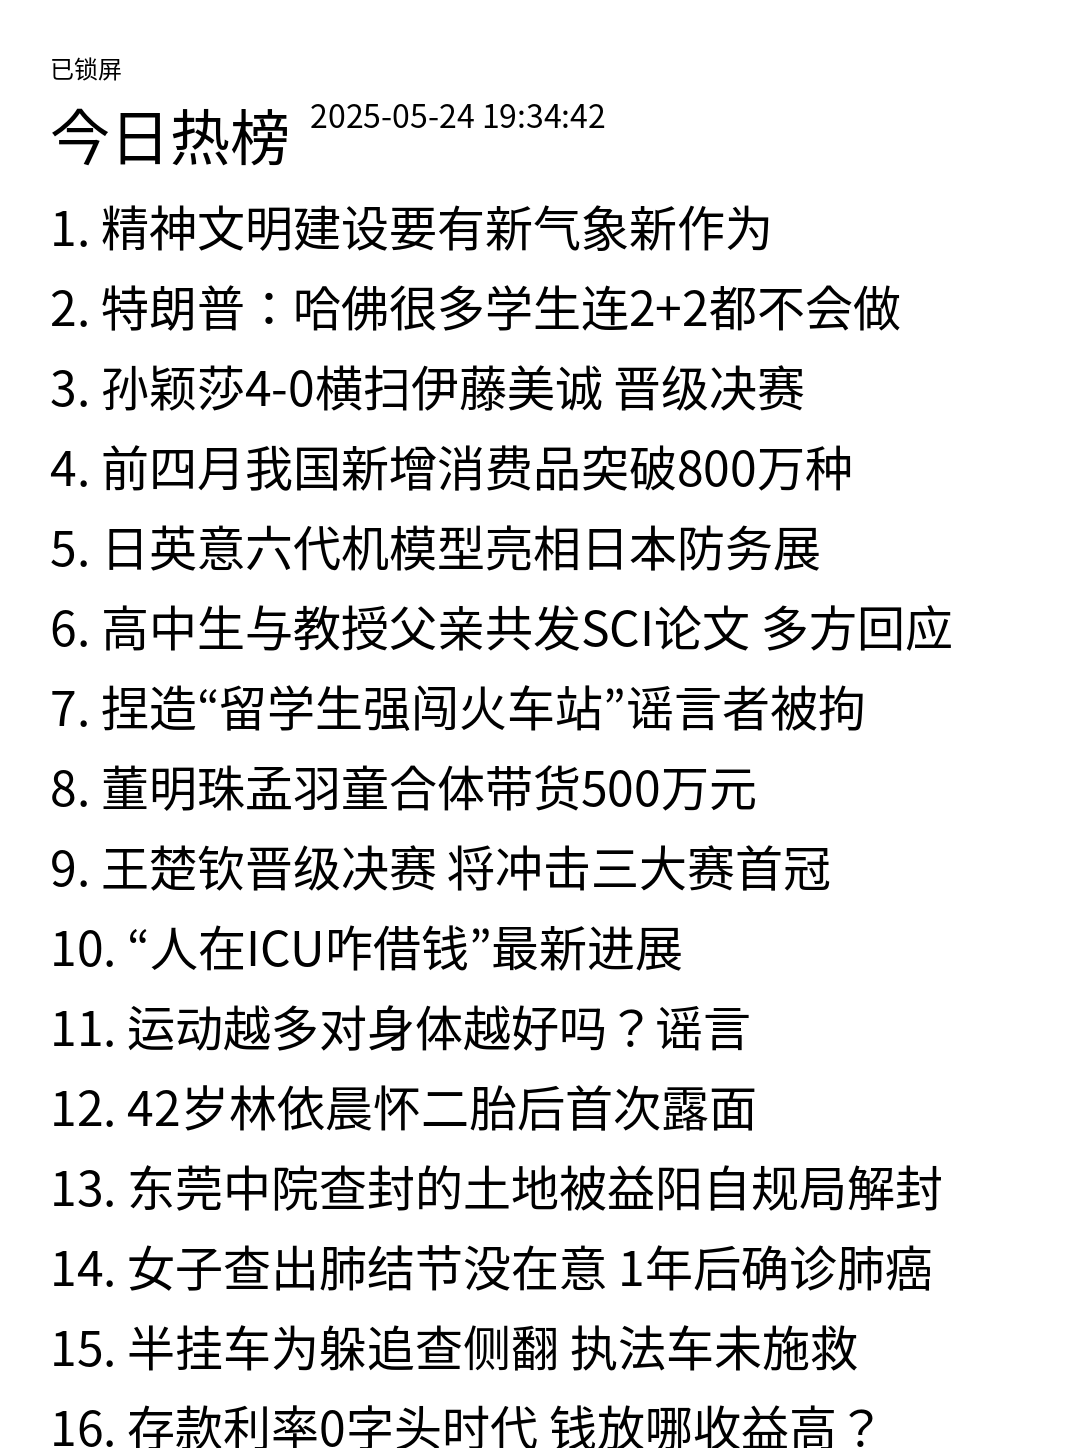 已锁屏
今日热榜 2025-05-24 19:34:42
1. 精神文明建设要有新气象新作为
2. 特朗普：哈佛很多学生连2+2都不会做
3. 孙颖莎4-0横扫伊藤美诚 晋级决赛
4. 前四月我国新增消费品突破800万种
5. 日英意六代机模型亮相日本防务展
6. 高中生与教授父亲共发SCI论文 多方回应
7. 捏造“留学生强闯火车站”谣言者被拘
8. 董明珠孟羽童合体带货500万元
9. 王楚钦晋级决赛 将冲击三大赛首冠
10. “人在ICU咋借钱”最新进展
11. 运动越多对身体越好吗？谣言
12. 42岁林依晨怀二胎后首次露面
13. 东莞中院查封的土地被益阳自规局解封
14. 女子查出肺结节没在意 1年后确诊肺癌
15. 半挂车为躲追查侧翻 执法车未施救
16. 存款利率0字头时代 钱放哪收益高？